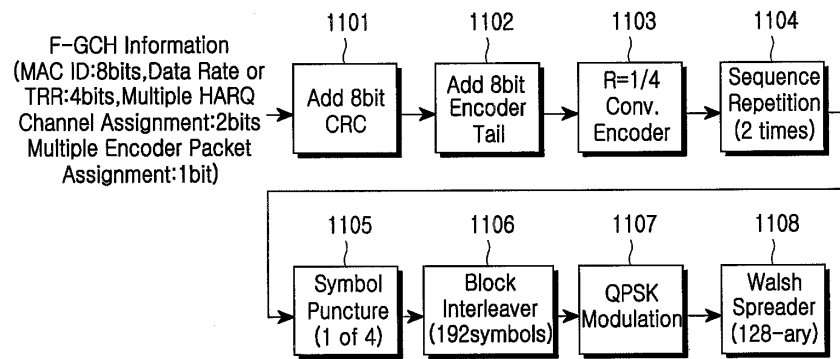 1101
1102
1103
1104
F-GCH Information
(MAC ID:8bits,Data Rate or
TRR:4bits,Multiple HARQ
Channel Assignment:2bits
Multiple Encoder Packet
Assignment:1bit)
Add 8bit
CRC
Add 8bit
Encoder
Tail
R=1/4
Conv.
Encoder
Sequence
Repetition
(2 times)
1105
1106
1107
1108
Symbol
Puncture
(1 of 4)
Block
Interleaver
(192symbols)
QPSK
Modulation
Walsh
Spreader
(128-ary)